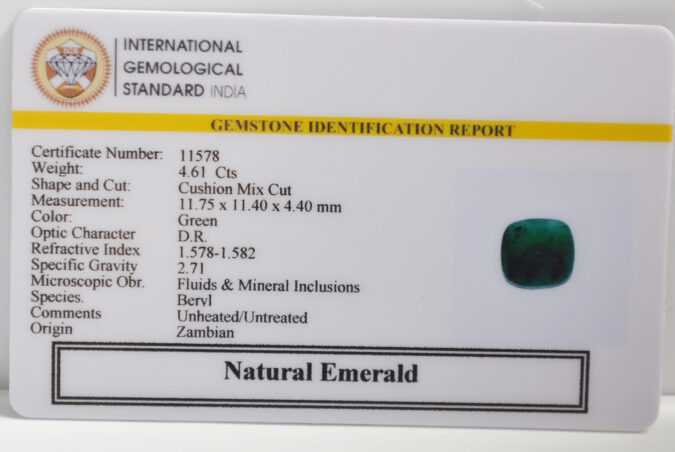 INTERNATIONAL
GEMOLOGICAL
STANDARD INDIA
GEMSTONE IDENTIFICATION REPORT
Certificate Number: 11578
Weight: 4.61 Cts
Shape and Cut: Cushion Mix Cut
Measurement: 11.75 x 11.40 x 4.40 mm
Color: Green
Optic Character D.R.
Refractive Index 1.578-1.582
Specific Gravity 2.71
Microscopic Obr. Fluids & Mineral Inclusions
Species. Beryl
Comments Unheated/Untreated
Origin Zambian
Natural Emerald